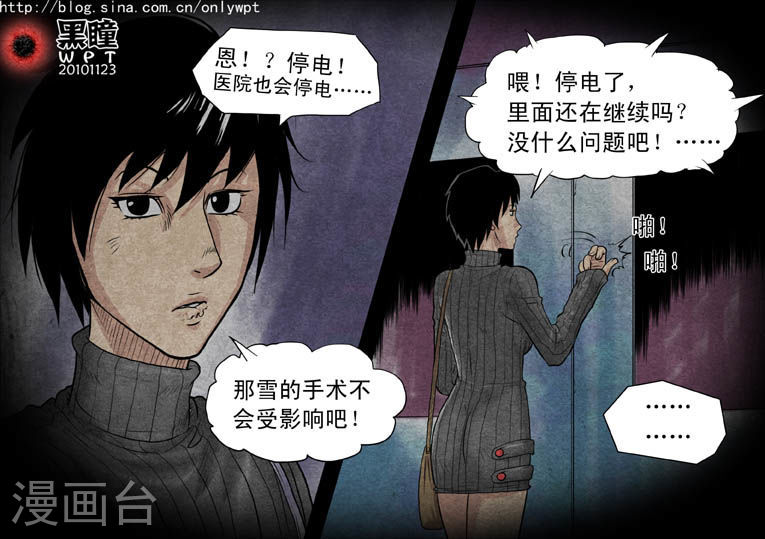 http://blog.sina.com.cn/onlywpt
黑瞳
WPT
20101123
恩！？停电！
医院也会停电……
那雪的手术不
会受影响吧！
喂！停电了，
里面还在继续吗？
没什么问题吧！……
啪！
啪！
……
……
漫画台